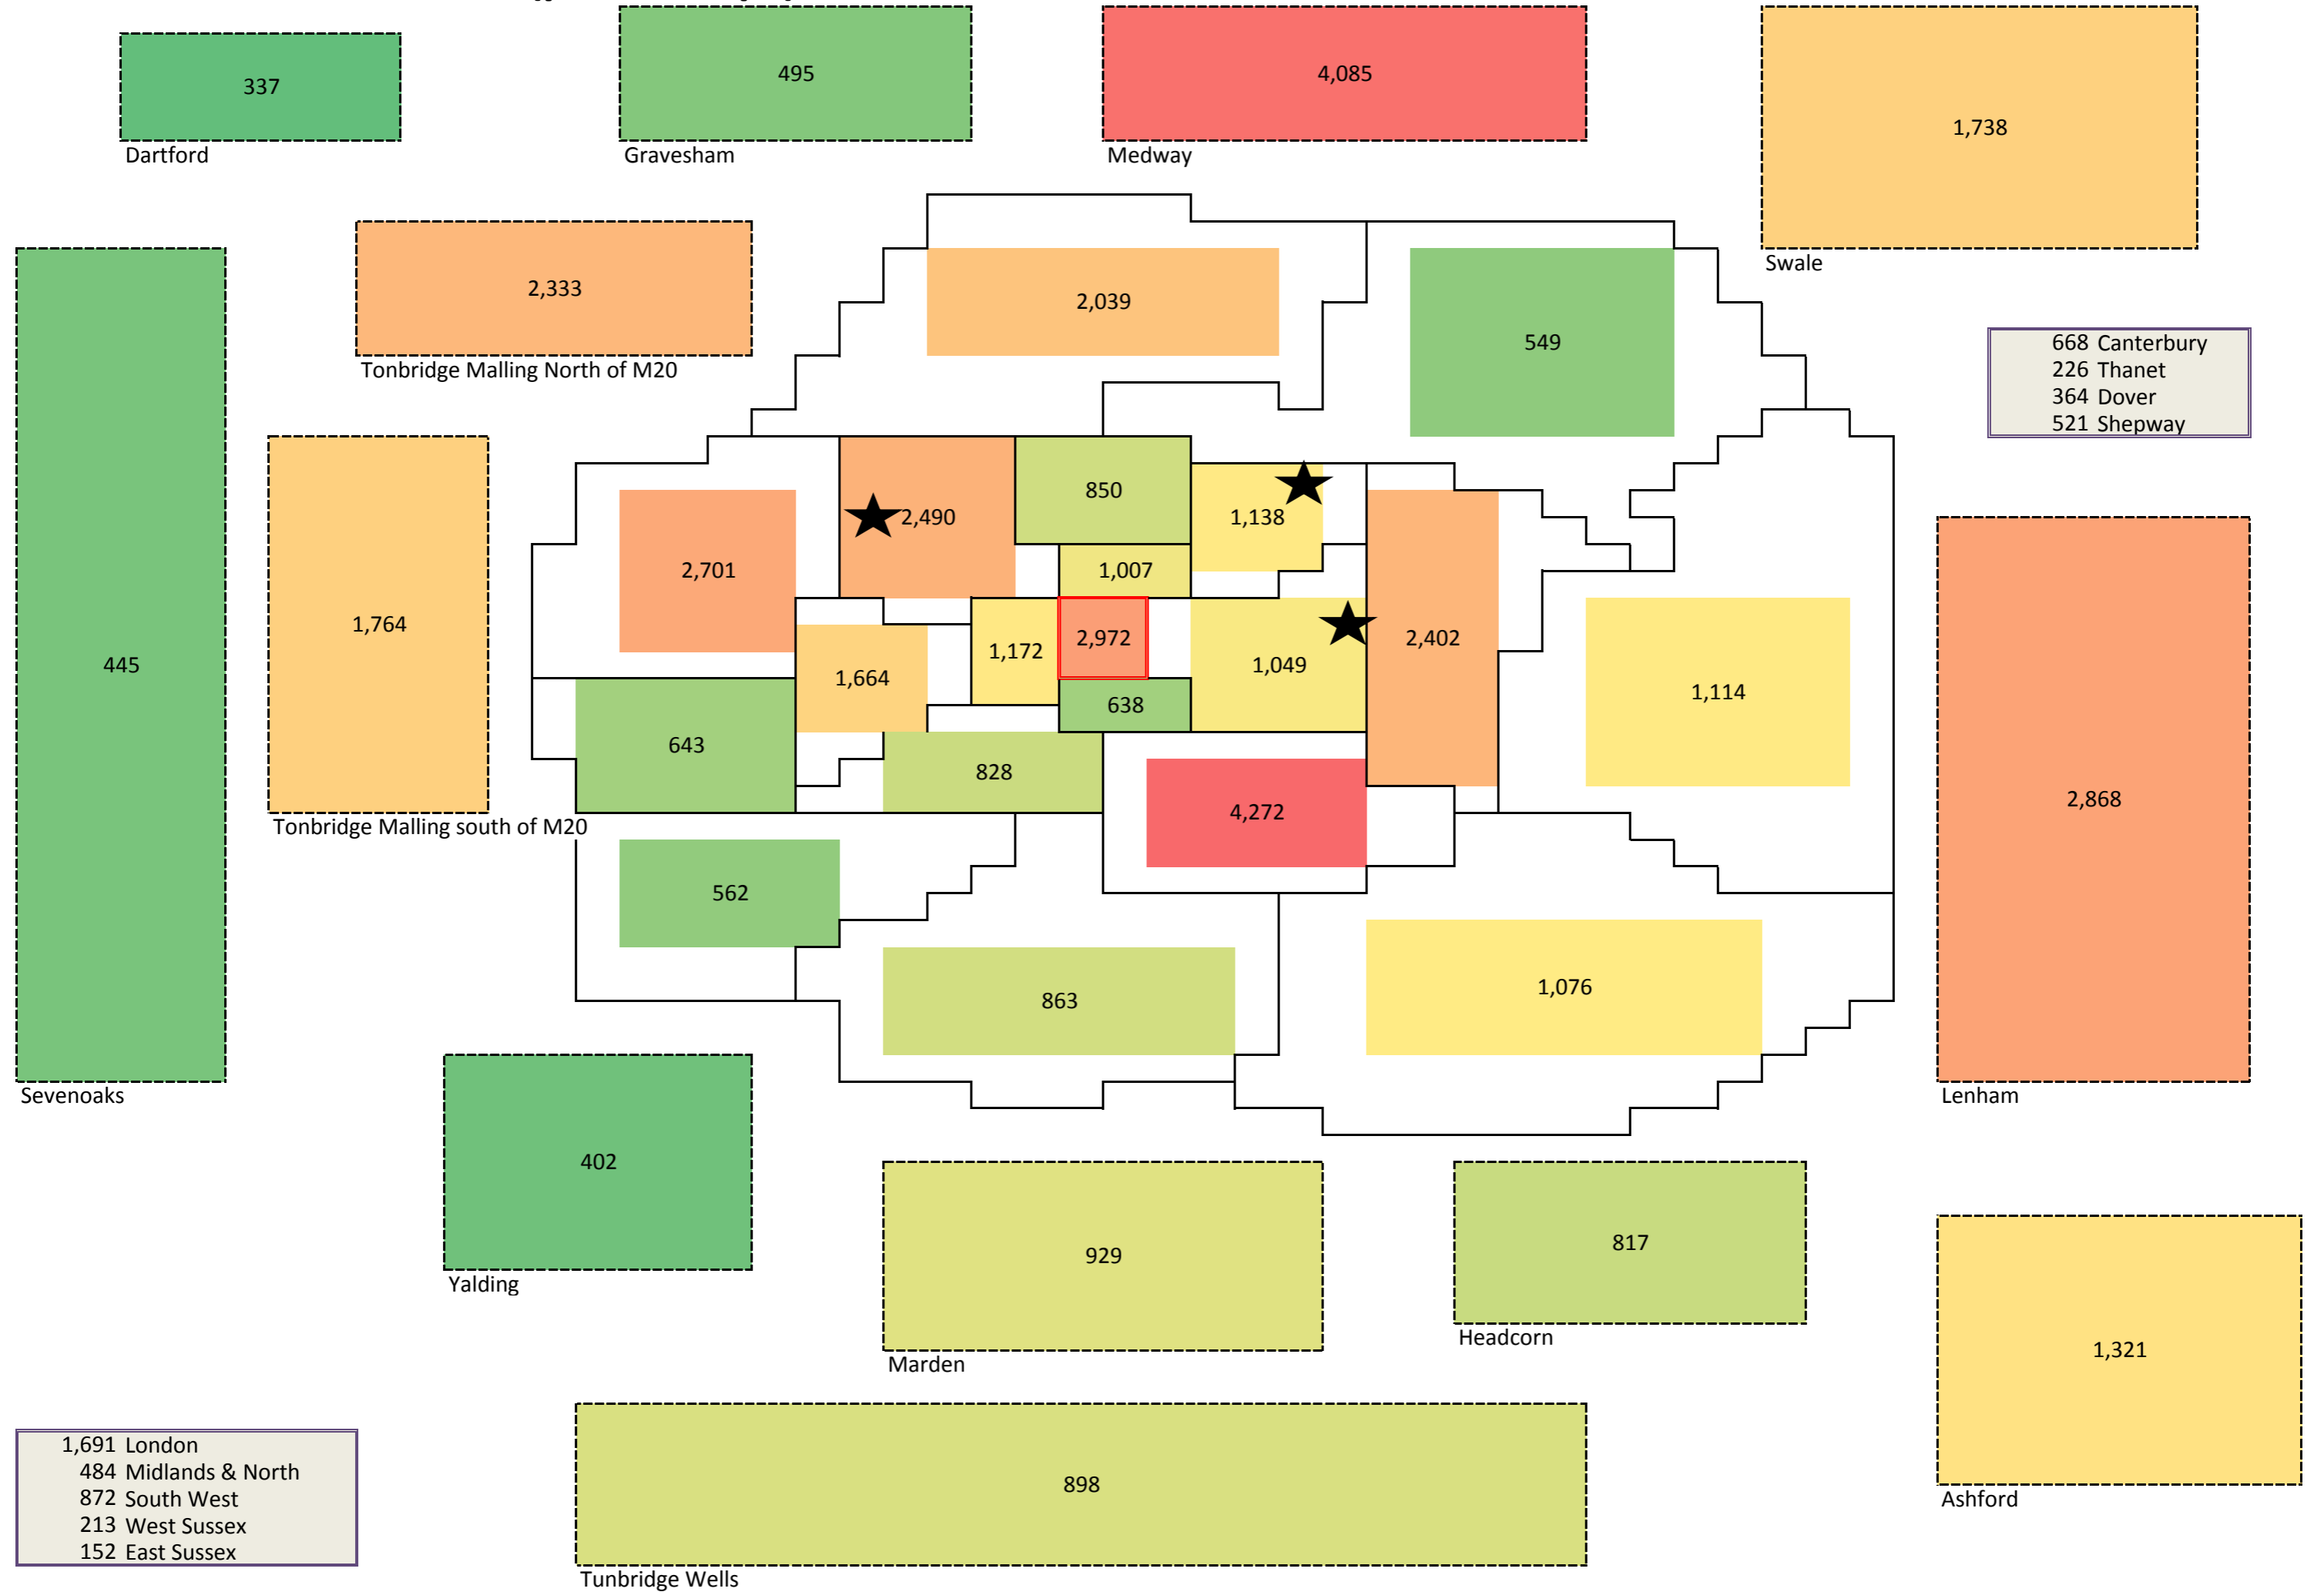 337
Dartford
495
Gravesham
4,085
Medway
1,738
Swale
2,333
Tonbridge Malling North of M20
2,039
549
668 Canterbury
226 Thanet
364 Dover
521 Shepway
445
Sevenoaks
1,764
Tonbridge Malling south of M20
2,701
2,490
850
1,138
1,007
2,402
1,664
1,172
2,972
1,049
638
1,114
643
828
4,272
2,868
Lenham
562
863
1,076
402
Yalding
929
Marden
817
Headcorn
1,321
Ashford
1,691 London
484 Midlands & North
872 South West
213 West Sussex
152 East Sussex
898
Tunbridge Wells